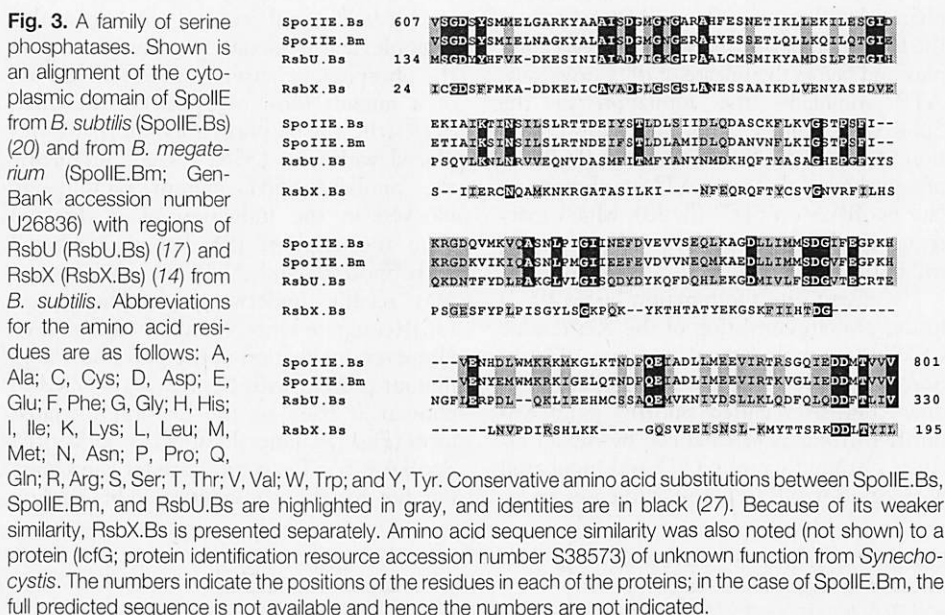 Fig. 3. A family of serine
phosphatases. Shown is
an alignment of the cyto-
plasmic domain of SpoIIE
from B. subtilis (SpoIIE.Bs)
(20) and from B. megate-
rium (SpoIIE.Bm; Gen-
Bank accession number
U26836) with regions of
RsbU (RsbU.Bs) (17) and
RsbX (RsbX.Bs) (14) from
B. subtilis. Abbreviations
for the amino acid resi-
dues are as follows: A,
Ala; C, Cys; D, Asp; E,
Glu; F, Phe; G, Gly; H, His;
I, Ile; K, Lys; L, Leu; M,
Met; N, Asn; P, Pro; Q,
Gln; R, Arg; S, Ser; T, Thr; V, Val; W, Trp; and Y, Tyr. Conservative amino acid substitutions between SpoIIE.Bs,
SpoIIE.Bm, and RsbU.Bs are highlighted in gray, and identities are in black (27). Because of its weaker
similarity, RsbX.Bs is presented separately. Amino acid sequence similarity was also noted (not shown) to a
protein (IcfG; protein identification resource accession number S38573) of unknown function from Synecho-
cystis. The numbers indicate the positions of the residues in each of the proteins; in the case of SpoIIE.Bm, the
full predicted sequence is not available and hence the numbers are not indicated.
SpoIIE.Bs 607 VSGDSYSMMELGARKYAAAISDGMGNGARAHFESNETIKLLEKILESGID
SpoIIE.Bm VSGDSYSMIELNAGKYALAISDGMGNGERAHYESSETLQLLKQILQTGIE
RsbU.Bs 134 MSGDYYHFVK-DKESINIAIADVIGKGIPAALCMSMIKYAMDSLPETGIH
RsbX.Bs 24 ICGDSFFMKA-DDKELICAVADGLGSGSLANESSAAIKDLVENYASEDVE
SpoIIE.Bs EKIAIKTINSILSLRTTDEIYSTLDLSIIDLQDASCKFLKVGSTPSFI--
SpoIIE.Bm ETIAIKSINSILSLRTNDEIFSTLDLAMIDLQDANVNFLKIGSTPSFI--
RsbU.Bs PSQVLKNLNRVVEQNVDASMFITMFYANYNMDKHQFTYASAGHEPGFYYS
RsbX.Bs S--IIERCNQAMKNKRGATASILKI----NFEQRQFTYCSVGNVRFILHS
SpoIIE.Bs KRGDQVMKVQASNLPIGIINEFDVEVVSEQLKAGDLLIMMSDGIFEGPKH
SpoIIE.Bm KRGDKVIKIQASNLPMGILEEFEVDVVNEQMKAEDLLIMMSDGVFEGPKH
RsbU.Bs QKDNTFYDLEAKGLVLGISQDYDYKQFDQHLEKGDMIVLFSDGVTECRTE
RsbX.Bs PSGESFYPLPISGYLSGKPQK--YKTHTATYEKGSKFIIHTDG-------
SpoIIE.Bs --VENHDLWMKRKMKGLKTNDPQEIADLLMEEVIRTRSGQIEDDMTVVV 801
SpoIIE.Bm --VENYEMWMKRKIGELQTNDPQEIADLIMEEVIRTKVGLIEDDMTVVV
RsbU.Bs NGFLERPDL--QKLIEEHMCSSAQEMVKNIYDSLLKLQDFQLQDDFTLIV 330
RsbX.Bs ------LNVPDIKSHLKK----GQSVEELSNSL-KMYTTSRKDDLTYIL 195